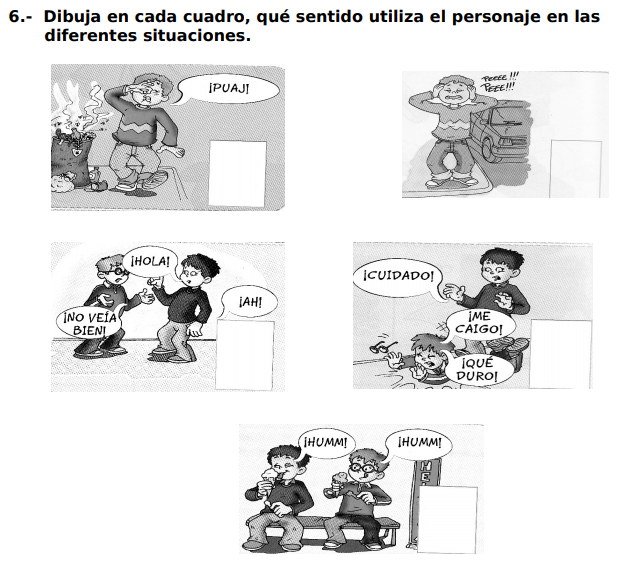 6.- Dibuja en cada cuadro, qué sentido utiliza el personaje en las
diferentes situaciones.
¡PUAJ!
PEEEE!!!
PEEE!!!
¡HOLA!
¡AH!
¡NO VEÍA
BIEN!
¡CUIDADO!
¡ME
CAIGO!
¡QUÉ
DURO!
¡HUMM!
¡HUMM!
HE